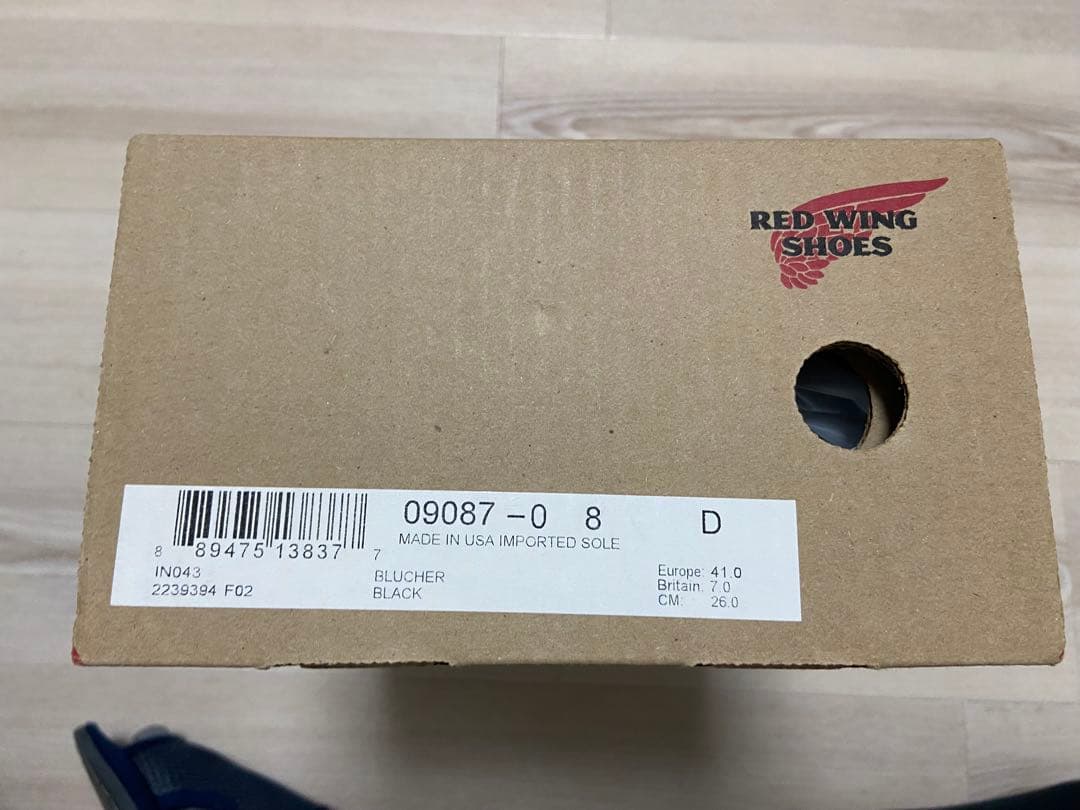 RED WING
SHOES
09087-0 8 D
MADE IN USA IMPORTED SOLE
8 89475 13837 7
IN043
2239394 F02
BLUCHER
BLACK
Europe: 41.0
Britain: 7.0
CM: 26.0